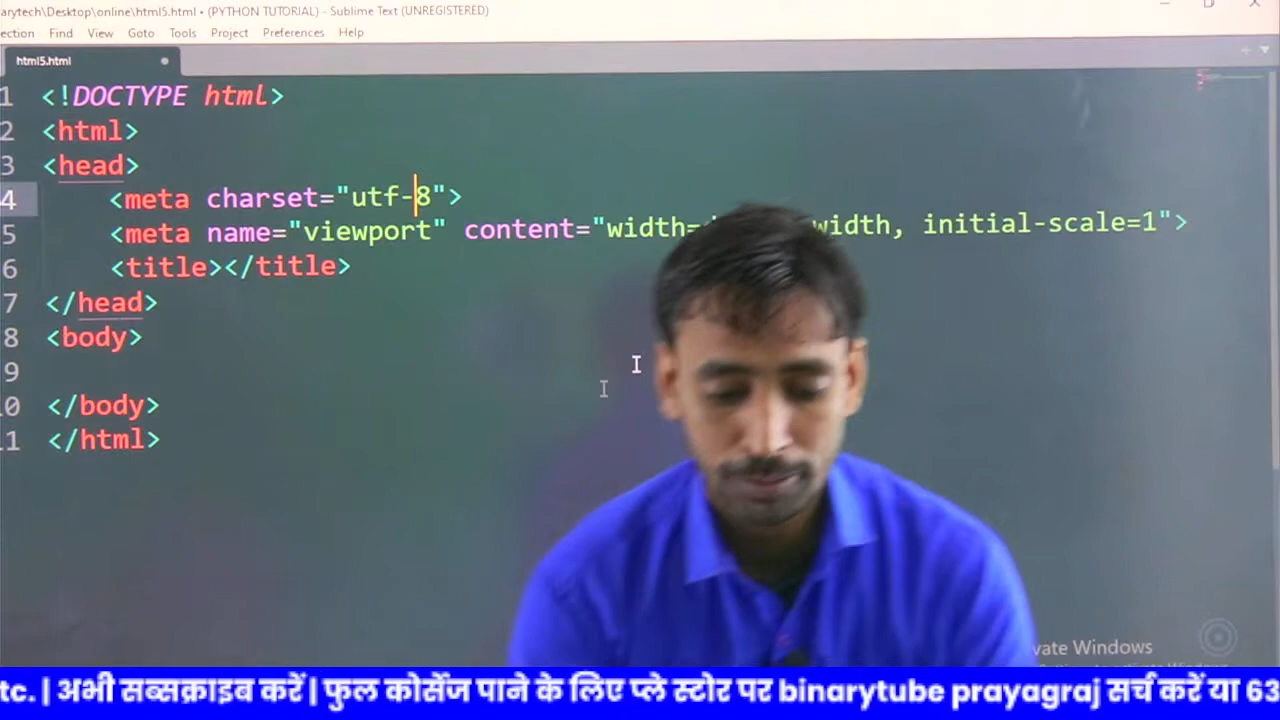 arytech\Desktop\online\html5.html • (PYTHON TUTORIAL) - Sublime Text (UNREGISTERED)
ection Find View Goto Tools Project Preferences Help
html5.html
1 <!DOCTYPE html>
2 <html>
3 <head>
4 <meta charset="utf-8">
5 <meta name="viewport" content="width= width, initial-scale=1">
6 <title></title>
7 </head>
8 <body>
9
10 </body>
11 </html>
vate Windows
tc. | अभी सब्सक्राइब करें | फुल कोर्सेज पाने के लिए प्ले स्टोर पर binarytube prayagraj सर्च करें या 63